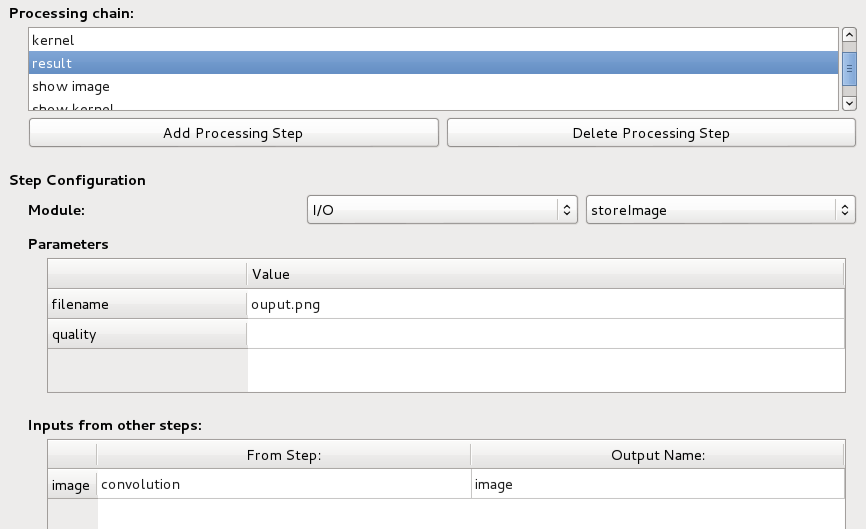 Processing chain:
kernel
result
show image
show kernel
Add Processing Step Delete Processing Step
Step Configuration
Module: I/O storeImage
Parameters
Value
filename ouput.png
quality
Inputs from other steps:
From Step: Output Name:
image convolution image